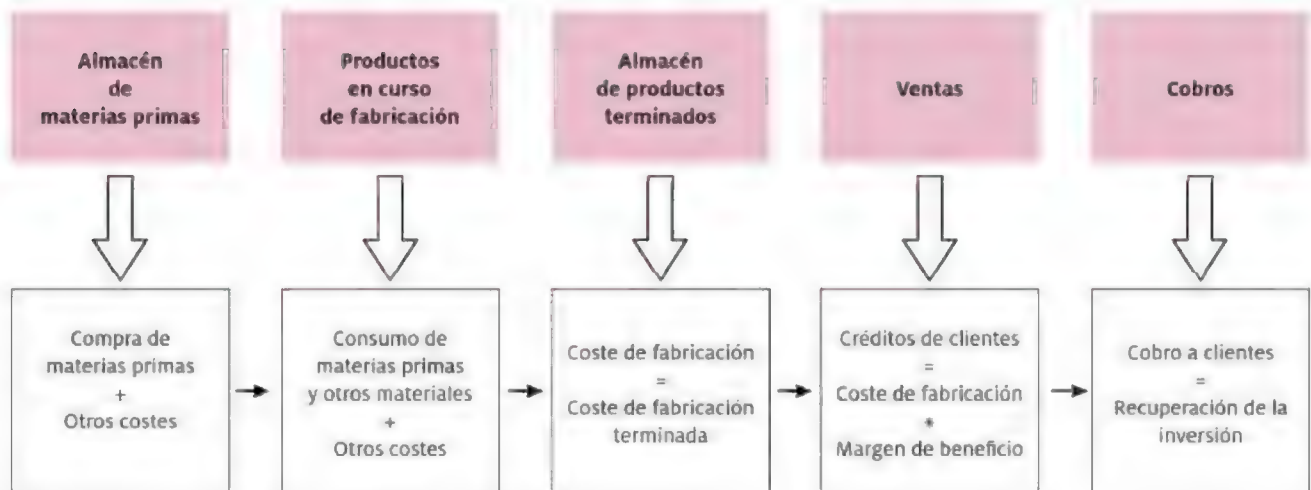 Almacén
de
materias primas
Productos
en curso
de fabricación
Almacén
de productos
terminados
Ventas
Cobros
Compra de
materias primas
+
Otros costes
Consumo de
materias primas
y otros materiales
+
Otros costes
Coste de fabricación
=
Coste de fabricación
terminada
Créditos de clientes
=
Coste de fabricación
+
Margen de beneficio
Cobro a clientes
=
Recuperación de la
inversión